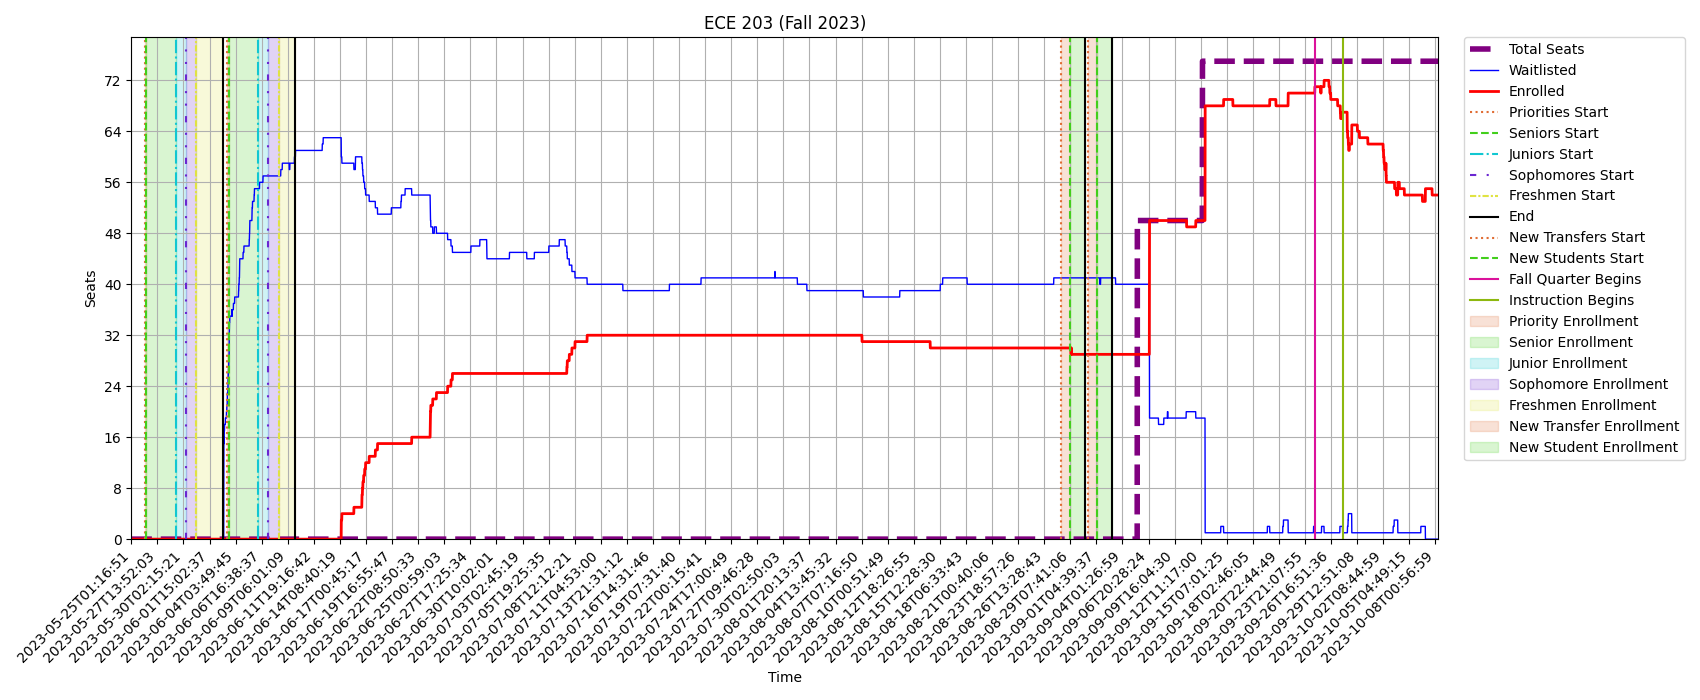 ECE 203 (Fall 2023)
Seats
72
64
56
48
40
32
24
16
8
0
2023-05-25T01:16:51
2023-05-27T13:52:03
2023-05-30T02:15:21
2023-06-01T15:02:37
2023-06-04T03:49:45
2023-06-06T16:38:37
2023-06-09T06:01:09
2023-06-11T19:16:42
2023-06-14T08:40:19
2023-06-17T00:45:17
2023-06-19T16:55:47
2023-06-22T08:50:33
2023-06-25T00:59:03
2023-06-27T17:25:34
2023-06-30T10:02:01
2023-07-03T02:45:19
2023-07-05T19:25:35
2023-07-08T12:12:21
2023-07-11T04:53:00
2023-07-13T21:31:12
2023-07-16T14:31:46
2023-07-19T07:31:40
2023-07-22T00:15:41
2023-07-24T17:00:49
2023-07-27T09:46:28
2023-07-30T02:50:03
2023-08-01T20:13:37
2023-08-04T13:45:32
2023-08-07T07:16:50
2023-08-10T00:51:49
2023-08-12T18:26:55
2023-08-15T12:28:30
2023-08-18T06:33:43
2023-08-21T00:40:06
2023-08-23T18:57:28
2023-08-26T13:28:43
2023-08-29T07:41:06
2023-09-01T04:39:37
2023-09-04T01:26:59
2023-09-06T20:28:24
2023-09-09T16:04:30
2023-09-12T11:17:00
2023-09-15T07:01:25
2023-09-18T02:46:05
2023-09-20T22:44:49
2023-09-23T21:07:55
2023-09-26T16:51:36
2023-09-29T12:51:08
2023-10-02T08:44:59
2023-10-05T04:49:15
2023-10-08T00:56:59
Time
Total Seats
Waitlisted
Enrolled
Priorities Start
Seniors Start
Juniors Start
Sophomores Start
Freshmen Start
End
New Transfers Start
New Students Start
Fall Quarter Begins
Instruction Begins
Priority Enrollment
Senior Enrollment
Junior Enrollment
Sophomore Enrollment
Freshmen Enrollment
New Transfer Enrollment
New Student Enrollment